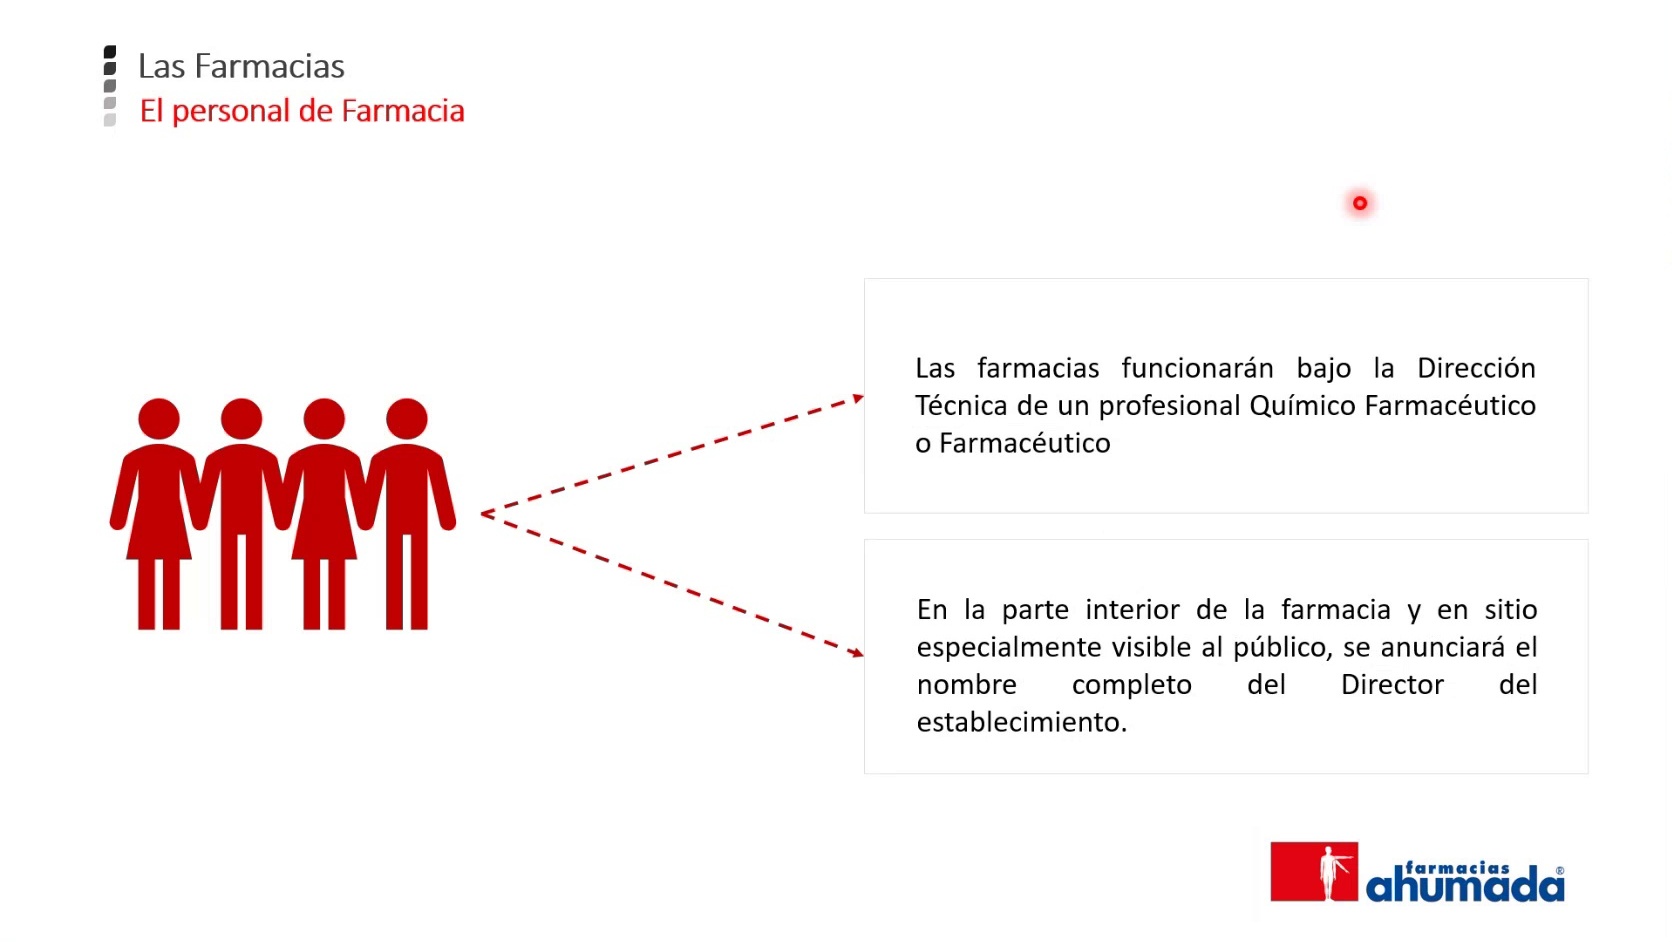 Las Farmacias
El personal de Farmacia
Las farmacias funcionarán bajo la Dirección
Técnica de un profesional Químico Farmacéutico
o Farmacéutico
En la parte interior de la farmacia y en sitio
especialmente visible al público, se anunciará el
nombre completo del Director del
establecimiento.
farmacias
ahumada®